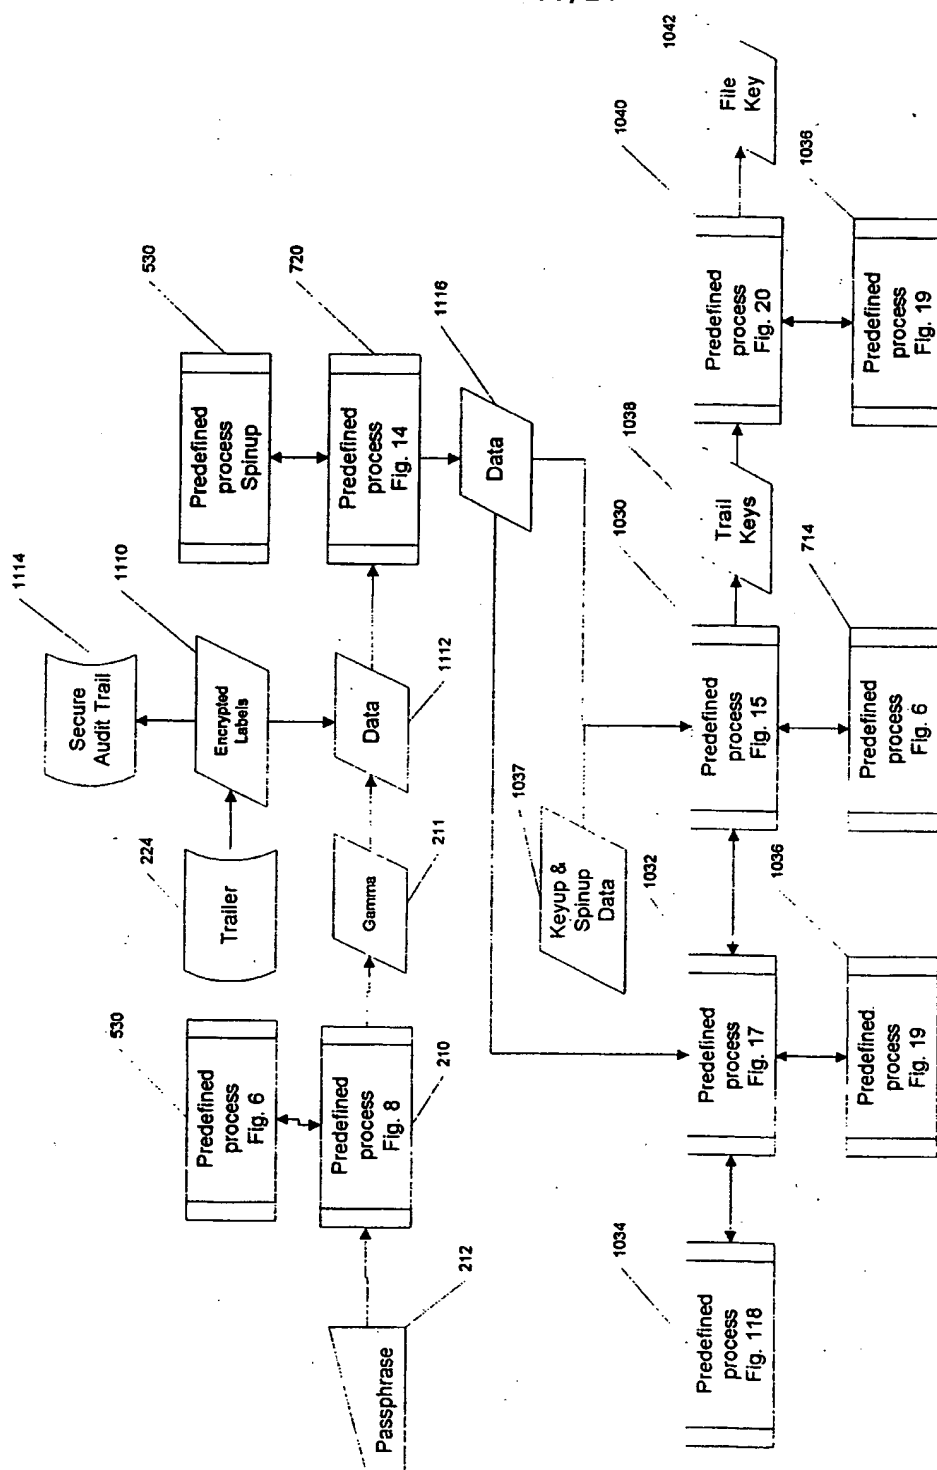 1114
Secure
Audit Trail
224
Trailer
1110
Encrypted
Labels
530
Predefined
process
Spinup
530
Predefined
process
Fig. 6
212
Passphrase
210
Predefined
process
Fig. 8
211
Gamma
1112
Data
720
Predefined
process
Fig. 14
1116
Data
1037
Keyup &
Spinup
Data
1034
Predefined
process
Fig. 118
1032
Predefined
process
Fig. 17
1030
Predefined
process
Fig. 15
1038
Trail
Keys
1040
Predefined
process
Fig. 20
1042
File
Key
1036
Predefined
process
Fig. 19
714
Predefined
process
Fig. 6
1036
Predefined
process
Fig. 19